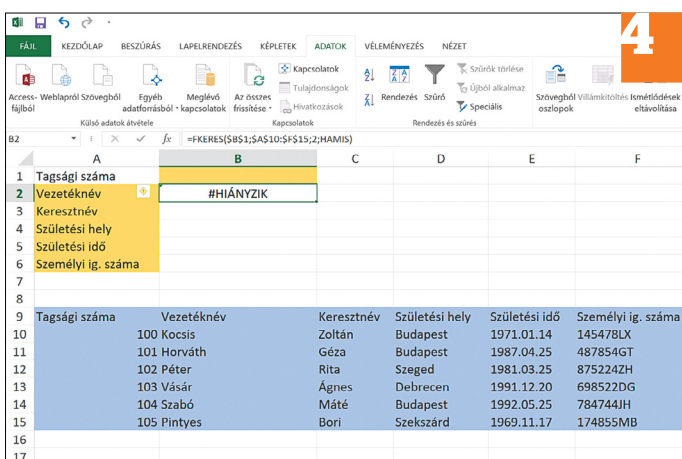 4
FÁJL KEZDŐLAP BESZÚRÁS LAPELRENDEZÉS KÉPLETEK ADATOK VÉLEMÉNYEZÉS NÉZET
Access-fájlból
Weblapról
Szövegből
Egyéb adatforrásból
Meglévő kapcsolatok
Külső adatok átvétele
Az összes frissítése
Kapcsolatok
Tulajdonságok
Hivatkozások
Kapcsolatok
Rendezés
Szűrő
Szűrők törlése
Újból alkalmaz
Speciális
Rendezés és szűrés
Szövegből oszlopok
Villámkitöltés
Ismétlődések eltávolítása
B2 fx =FKERES($B$1;$A$10:$F$15;2;HAMIS)
A B C D E F
1 Tagsági száma
2 Vezetéknév #HIÁNYZIK
3 Keresztnév
4 Születési hely
5 Születési idő
6 Személyi ig. száma
7
8
9 Tagsági száma Vezetéknév Keresztnév Születési hely Születési idő Személyi ig. száma
10 100 Kocsis Zoltán Budapest 1971.01.14 145478LX
11 101 Horváth Géza Budapest 1987.04.25 487854GT
12 102 Péter Rita Szeged 1981.03.25 875224ZH
13 103 Vásár Ágnes Debrecen 1991.12.20 698522DG
14 104 Szabó Máté Budapest 1992.05.25 784744JH
15 105 Pintyes Bori Szekszárd 1969.11.17 174855MB
16
17